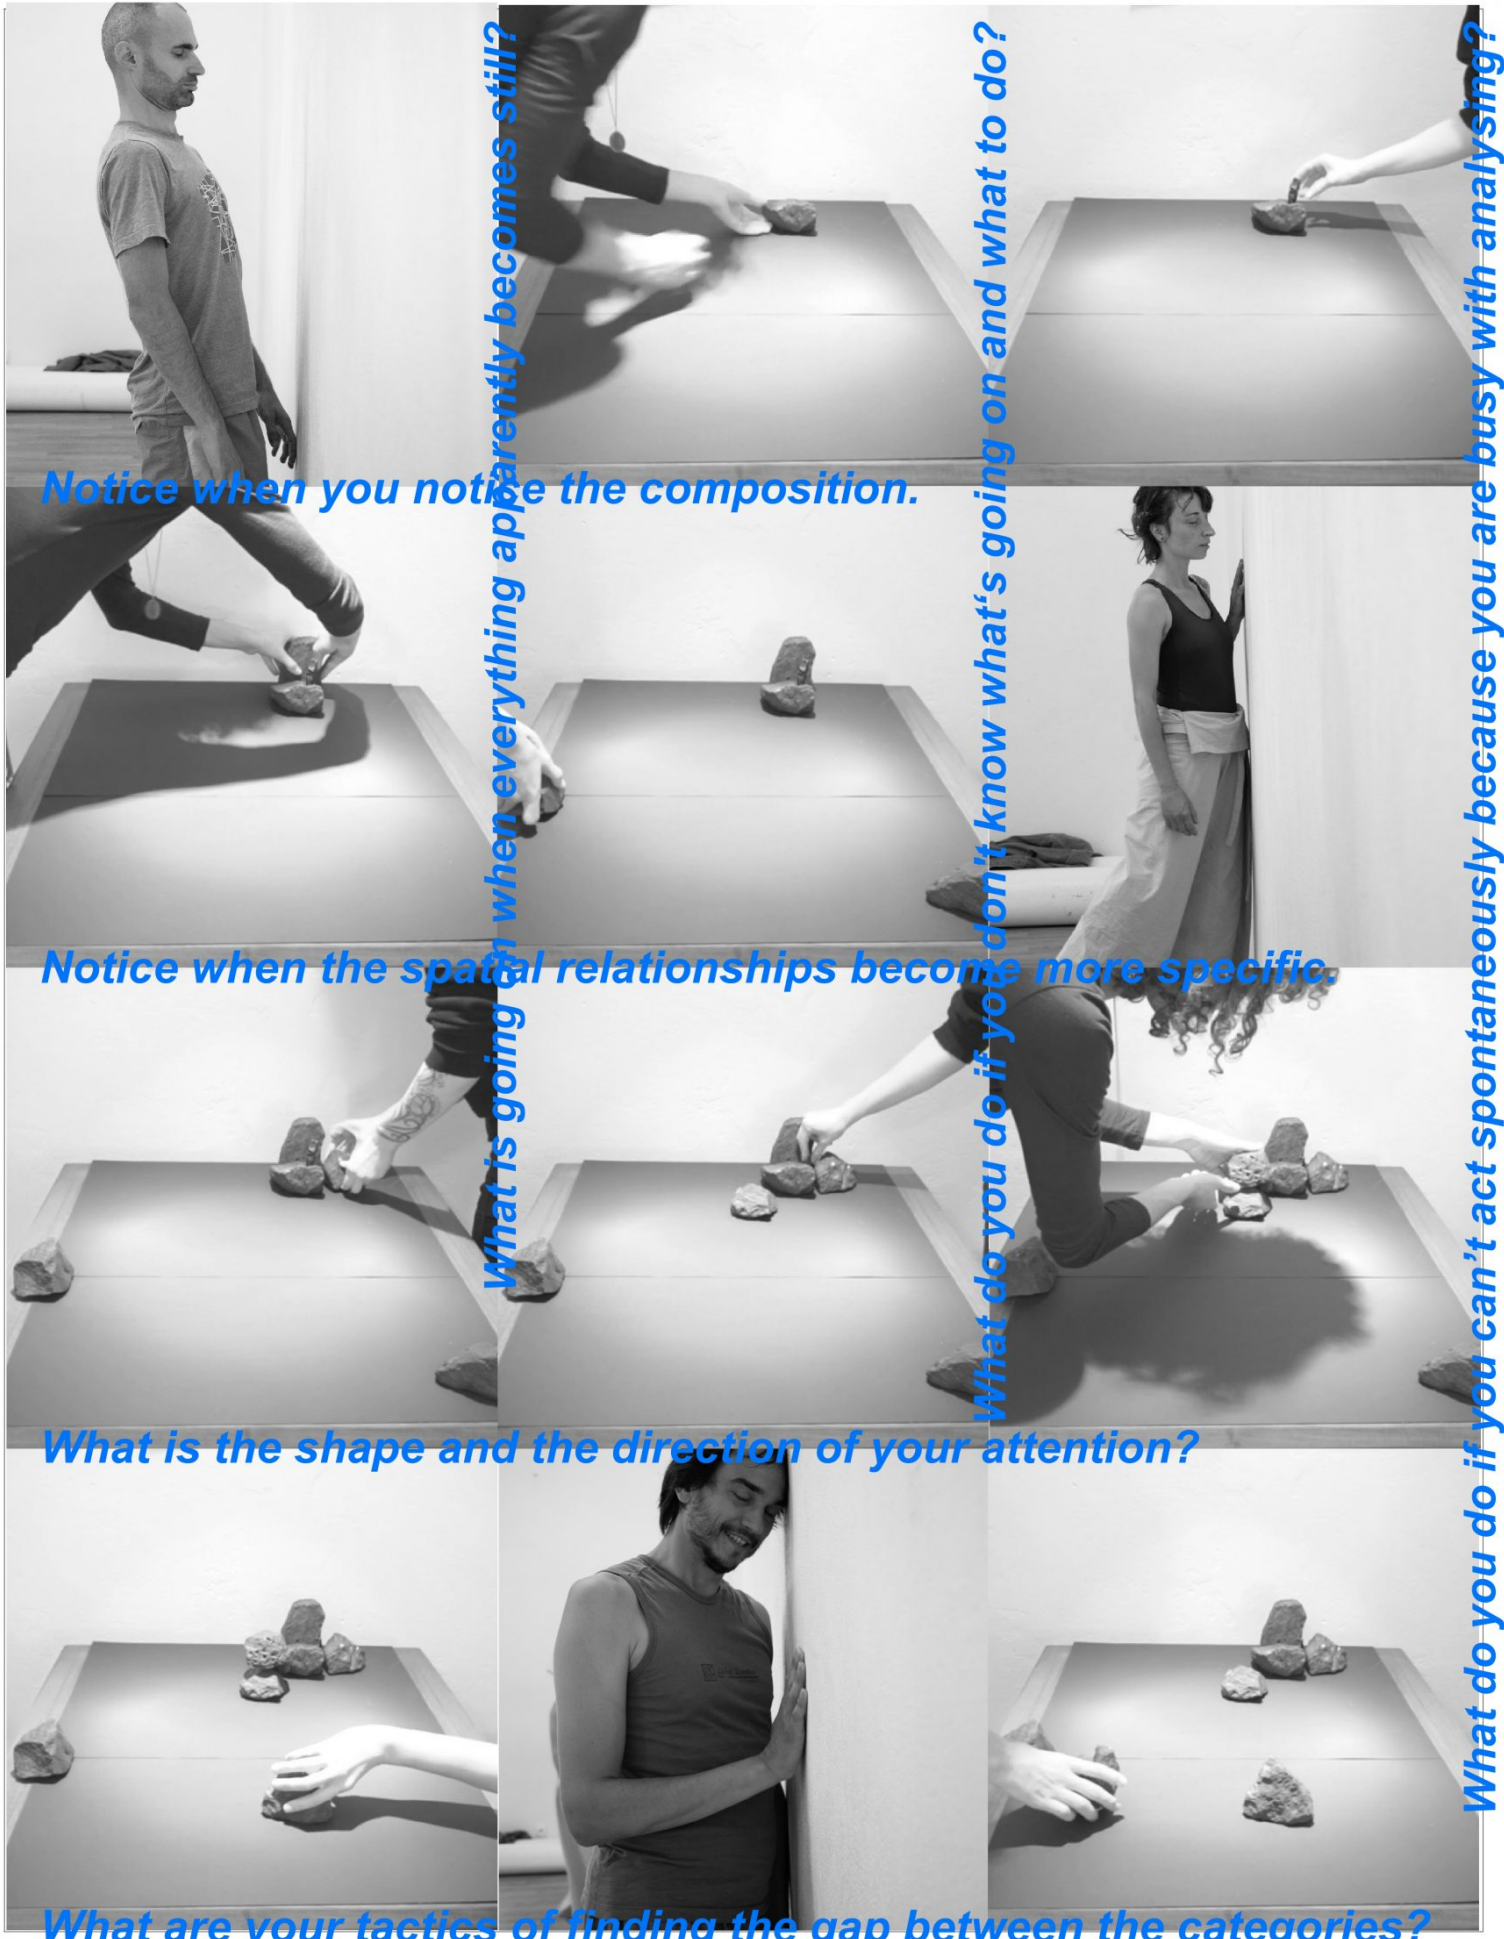 Notice when you notice the composition.
Notice when the spatial relationships become more specific.
What is the shape and the direction of your attention?
What are your tactics of finding the gap between the categories?
What is going on when everything apparently becomes still?
What do you do if you don't know what‘s going on and what to do?
What do you do if you can’t act spontaneously because you are busy with analysing?